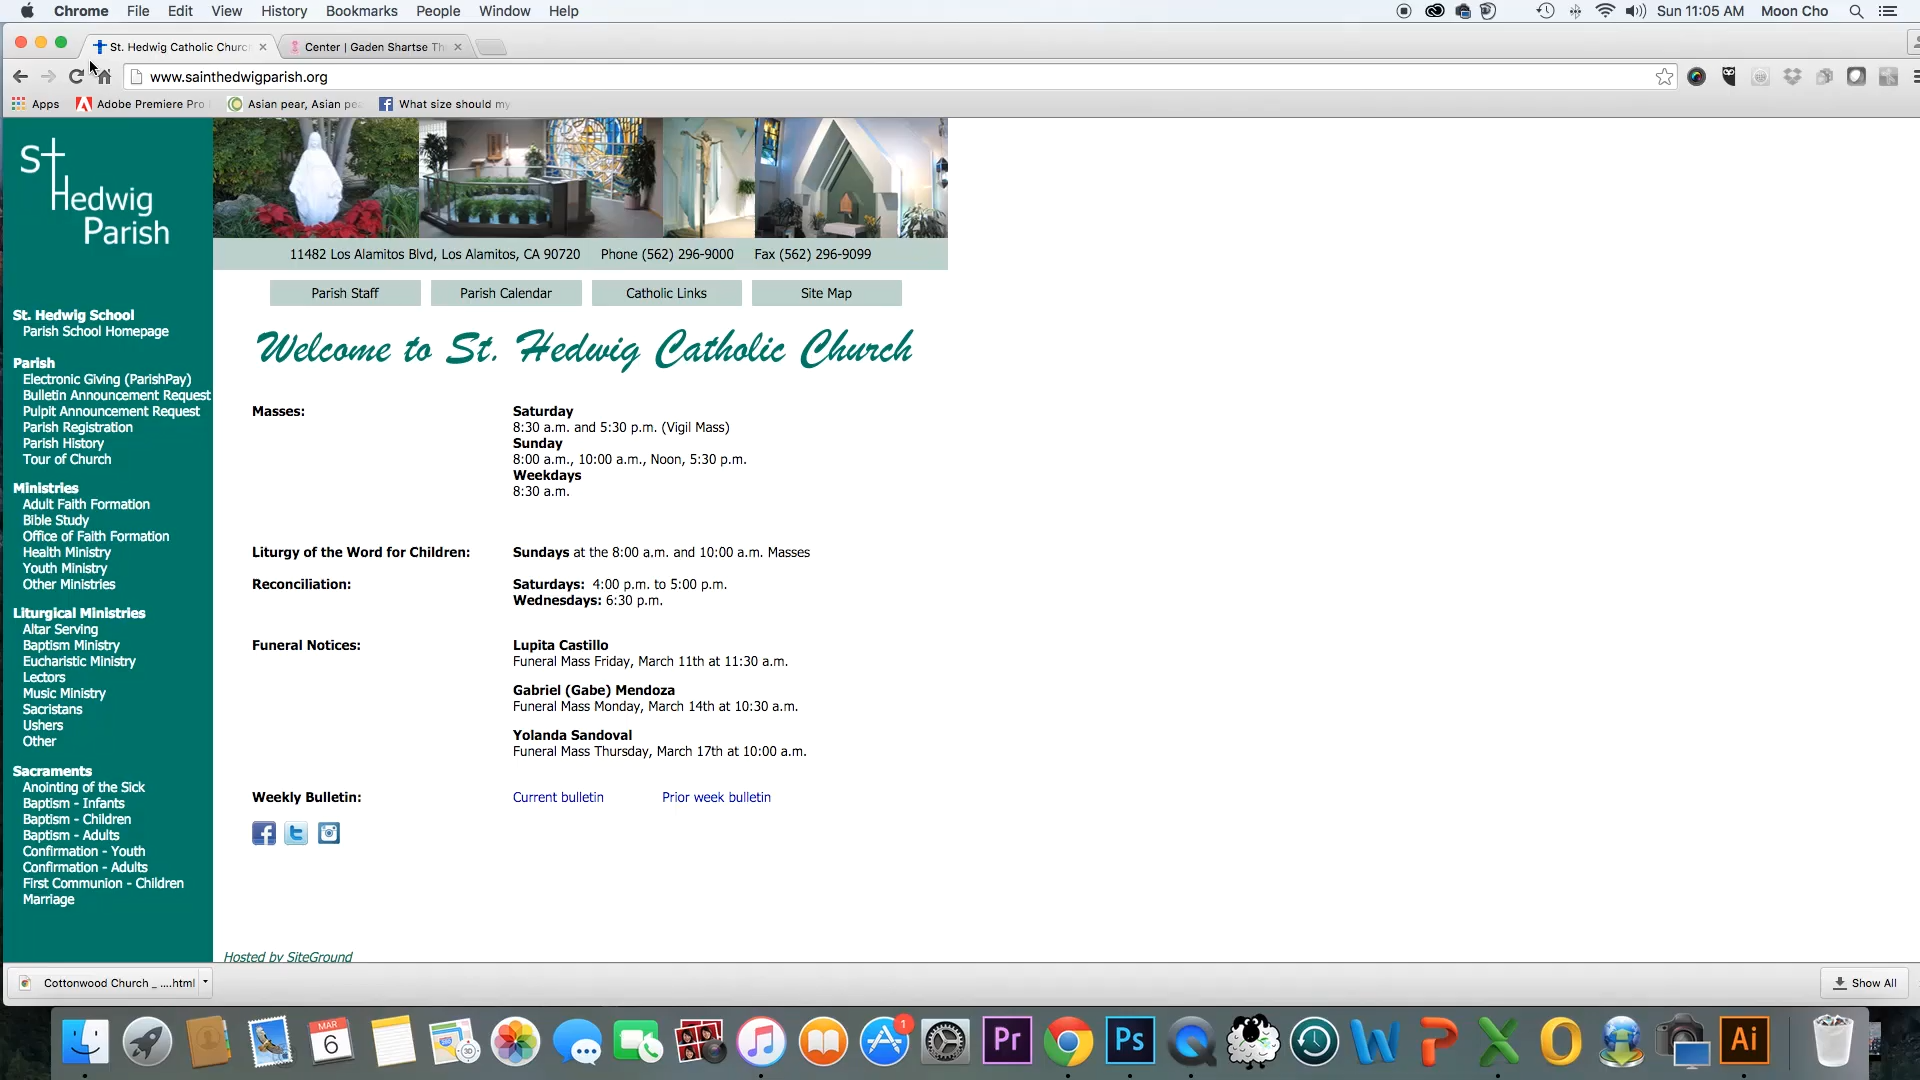 Chrome File Edit View History Bookmarks People Window Help Sun 11:05 AM Moon Cho
St. Hedwig Catholic Churc Center | Gaden Shartse Th
www.sainthedwigparish.org
Apps Adobe Premiere Pro Asian pear, Asian pe What size should my
St Hedwig Parish
11482 Los Alamitos Blvd, Los Alamitos, CA 90720 Phone (562) 296-9000 Fax (562) 296-9099
Parish Staff Parish Calendar Catholic Links Site Map
Welcome to St. Hedwig Catholic Church
St. Hedwig School
Parish School Homepage
Parish
Electronic Giving (ParishPay)
Bulletin Announcement Request
Pulpit Announcement Request
Parish Registration
Parish History
Tour of Church
Ministries
Adult Faith Formation
Bible Study
Office of Faith Formation
Health Ministry
Youth Ministry
Other Ministries
Liturgical Ministries
Altar Serving
Baptism Ministry
Eucharistic Ministry
Lectors
Music Ministry
Sacristans
Ushers
Other
Sacraments
Anointing of the Sick
Baptism - Infants
Baptism - Children
Baptism - Adults
Confirmation - Youth
Confirmation - Adults
First Communion - Children
Marriage
Masses: Saturday
8:30 a.m. and 5:30 p.m. (Vigil Mass)
Sunday
8:00 a.m., 10:00 a.m., Noon, 5:30 p.m.
Weekdays
8:30 a.m.
Liturgy of the Word for Children: Sundays at the 8:00 a.m. and 10:00 a.m. Masses
Reconciliation: Saturdays: 4:00 p.m. to 5:00 p.m.
Wednesdays: 6:30 p.m.
Funeral Notices: Lupita Castillo
Funeral Mass Friday, March 11th at 11:30 a.m.
Gabriel (Gabe) Mendoza
Funeral Mass Monday, March 14th at 10:30 a.m.
Yolanda Sandoval
Funeral Mass Thursday, March 17th at 10:00 a.m.
Weekly Bulletin: Current bulletin Prior week bulletin
Hosted by SiteGround
Cottonwood Church _ ....html Show All
MAR 6 3D 1 Pr Ps W P X O Ai